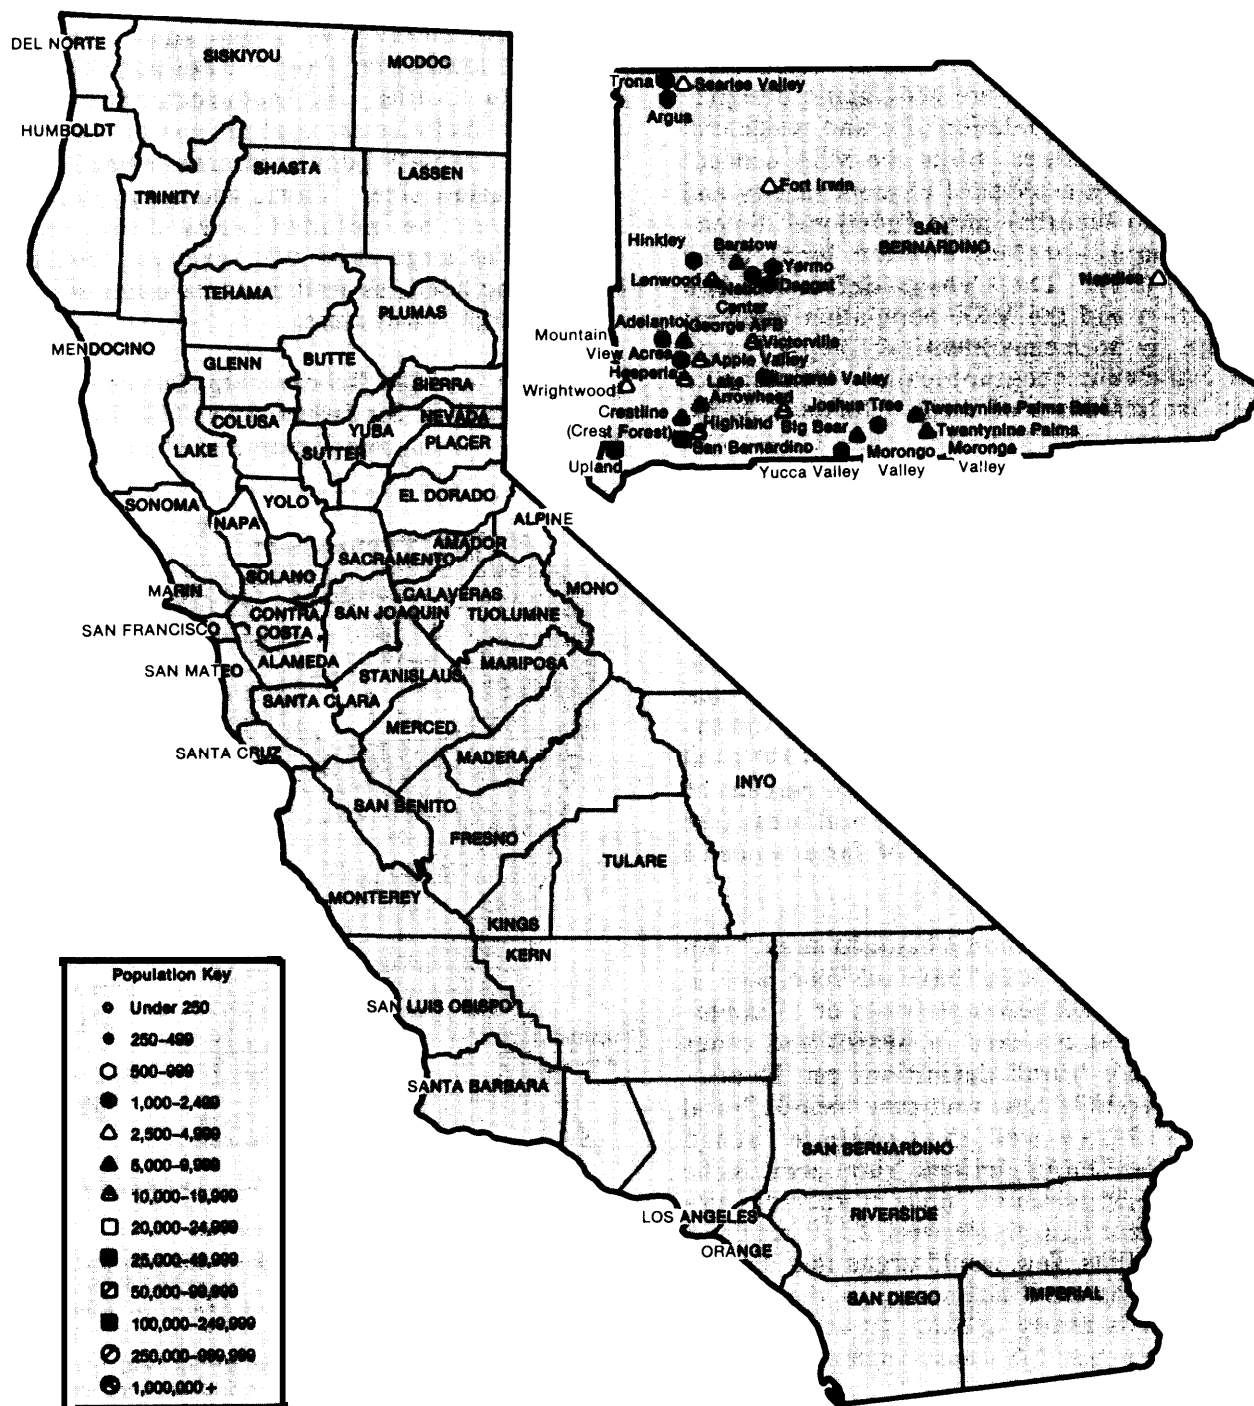 DEL NORTE
SISKIYOU
MODOC
HUMBOLDT
TRINITY
SHASTA
LASSEN
TEHAMA
PLUMAS
MENDOCINO
GLENN
BUTTE
SIERRA
COLUSA
NEVADA
YUBA
LAKE
SUTTER
PLACER
SONOMA
YOLO
EL DORADO
NAPA
ALPINE
AMADOR
SACRAMENTO
SOLANO
MARIN
CALAVERAS
MONO
CONTRA
COSTA
SAN JOAQUIN
TUOLUMNE
SAN FRANCISCO
ALAMEDA
MARIPOSA
SAN MATEO
STANISLAUS
SANTA CLARA
MERCED
SANTA CRUZ
MADERA
INYO
SAN BENITO
FRESNO
TULARE
MONTEREY
KINGS
KERN
SAN LUIS OBISPO
SANTA BARBARA
SAN BERNARDINO
LOS ANGELES
RIVERSIDE
ORANGE
SAN DIEGO
IMPERIAL
Trona
Searles Valley
Argus
Fort Irwin
SAN
BERNARDINO
Hinkley
Barstow
Yermo
Lenwood
Daggat
Center
Needles
Adelanto
George AFB
Mountain
View Acres
Victorville
Apple Valley
Hesperia
Lake
Arrowhead
Lucerne Valley
Wrightwood
Crestline
(Crest Forest)
Highland
Big Bear
Joshua Tree
Twentynine Palms Base
Twentynine Palms
San Bernardino
Upland
Yucca Valley
Morongo
Valley
Moronga
Valley
Population Key
Under 250
250-499
500-999
1,000-2,499
2,500-4,999
5,000-9,999
10,000-19,999
20,000-24,999
25,000-49,999
50,000-99,999
100,000-249,999
250,000-999,999
1,000,000+